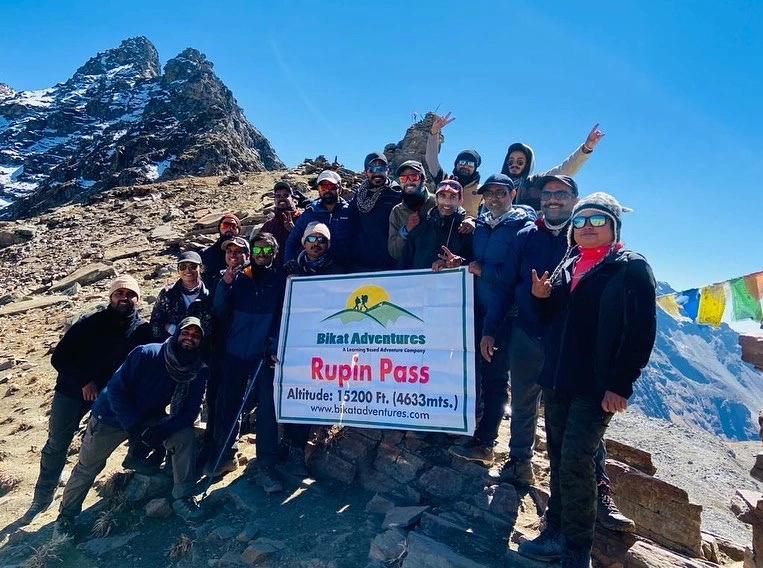 Bikat Adventures
A Learning Based Adventure Company
Rupin Pass
Altitude: 15200 Ft. (4633mts.)
www.bikatadventures.com